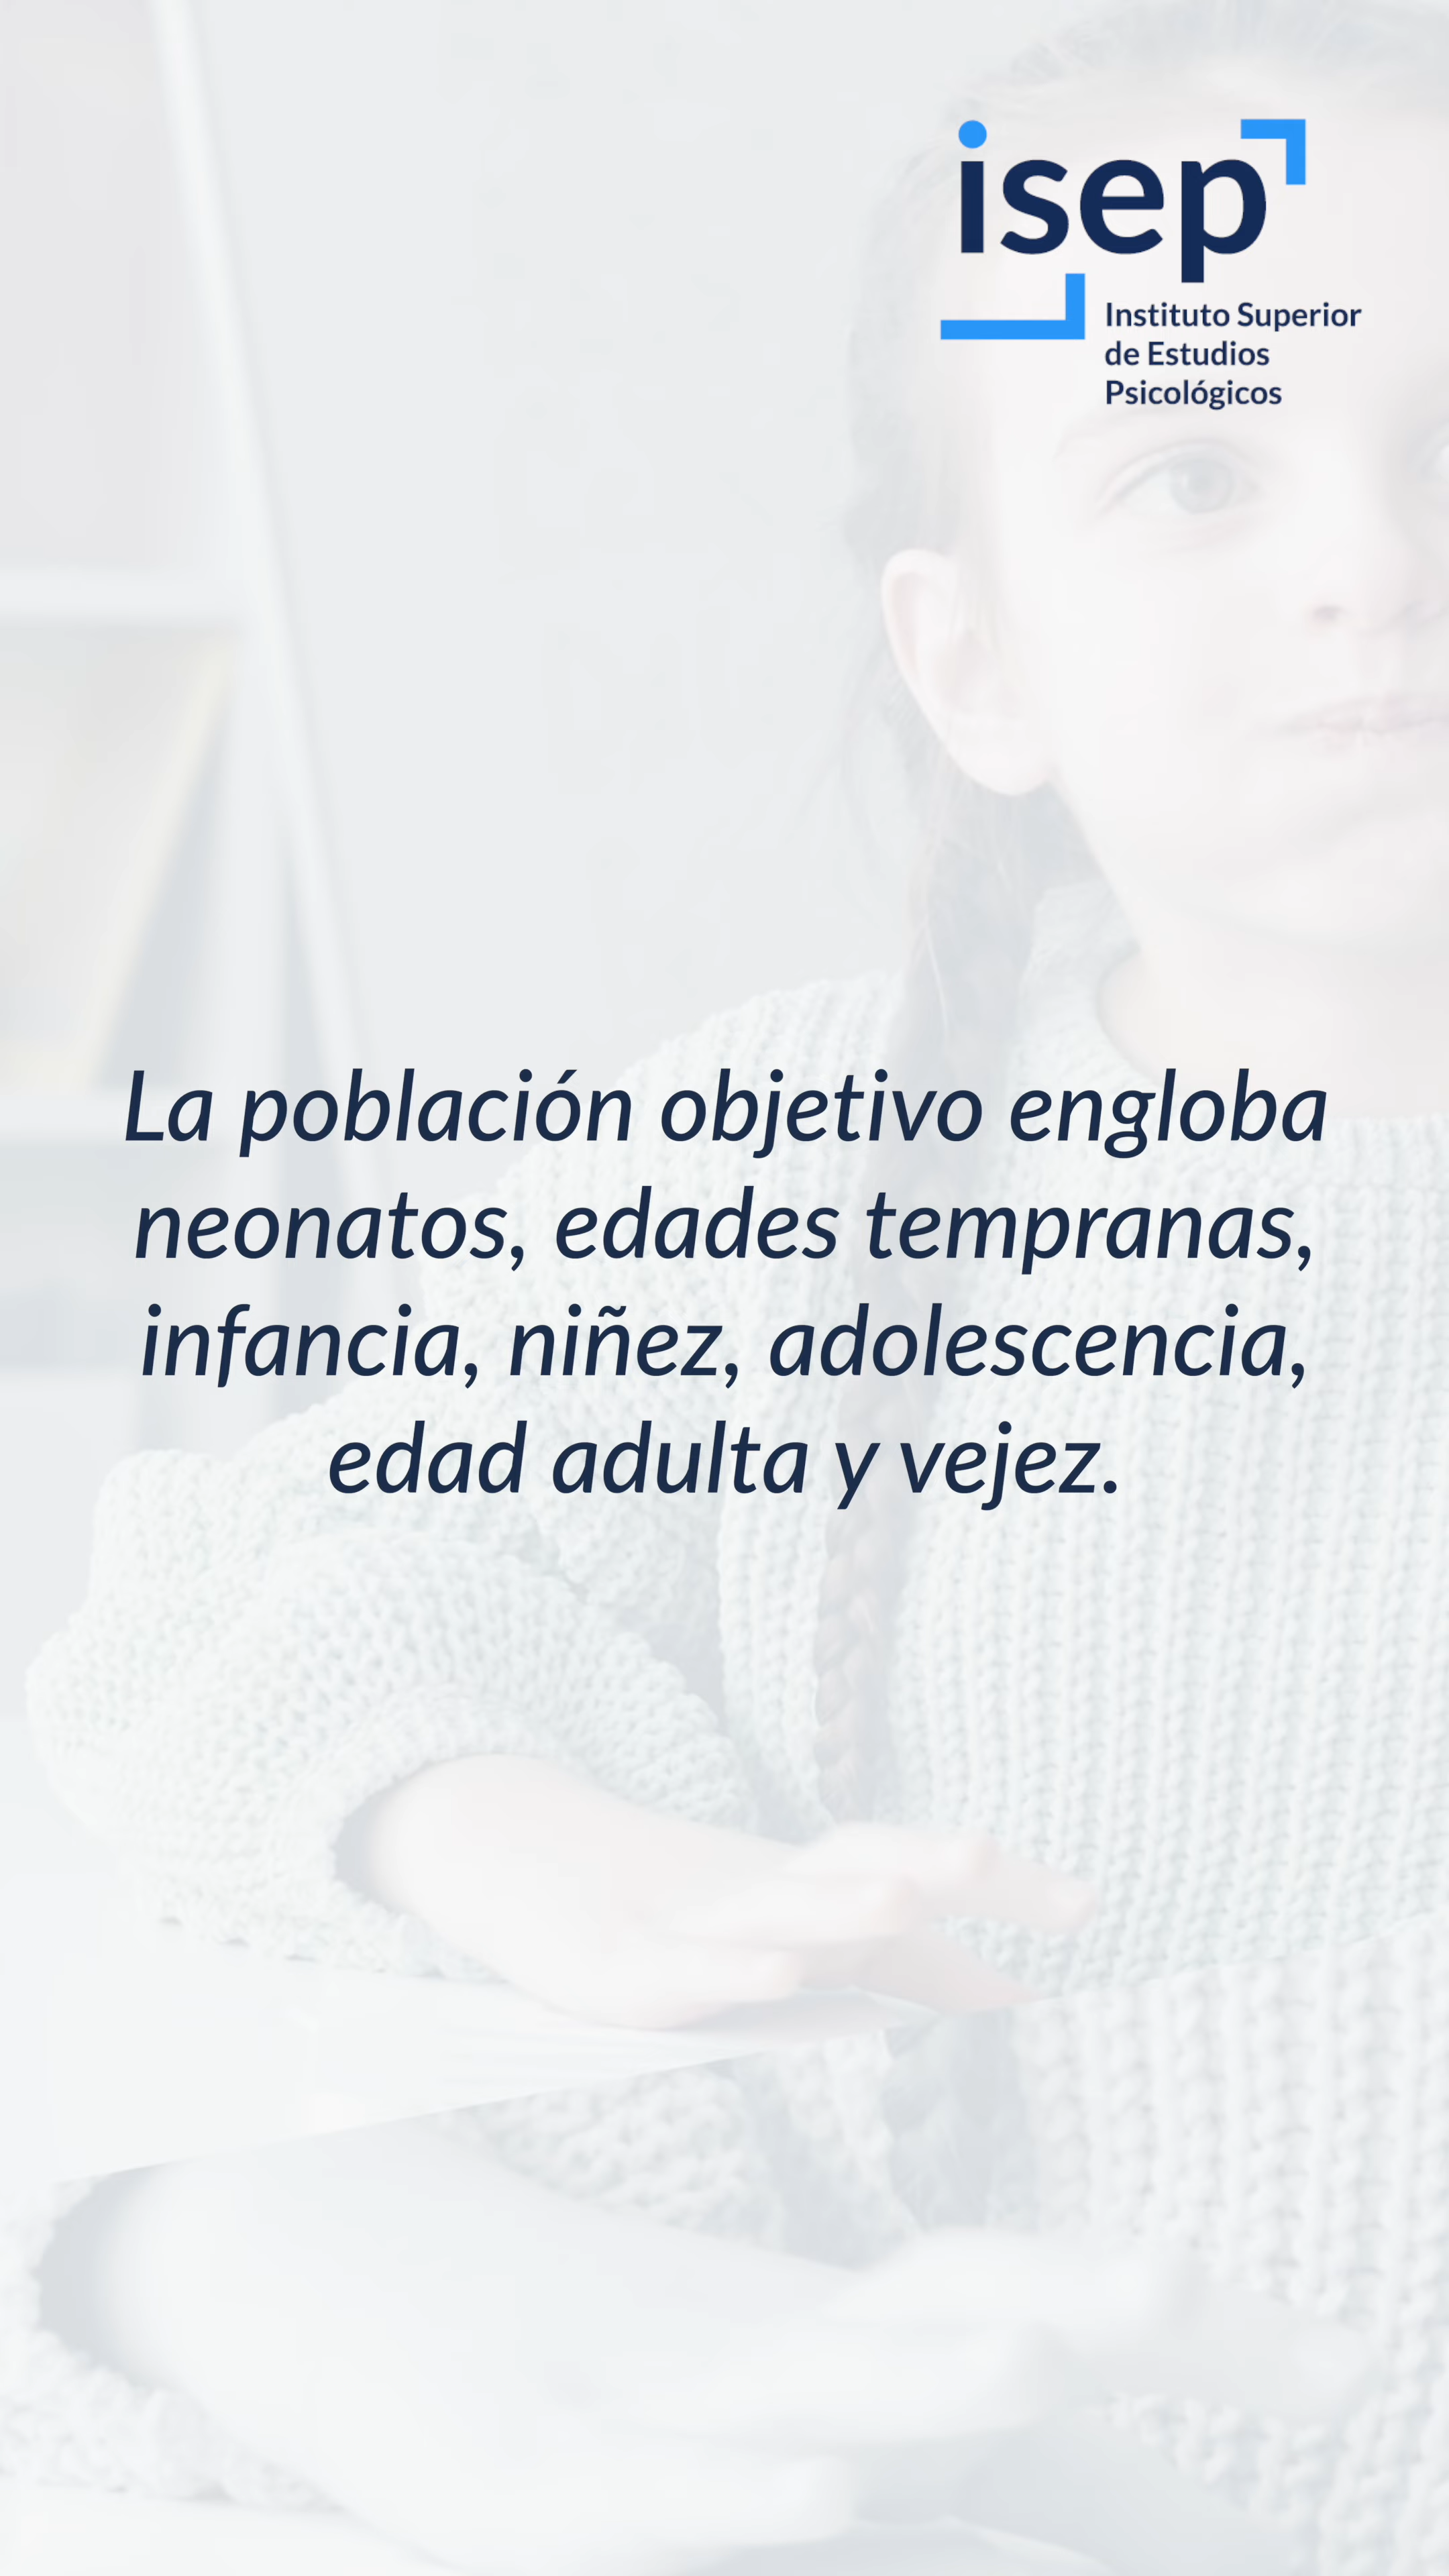 isep
Instituto Superior
de Estudios
Psicológicos
La población objetivo engloba
neonatos, edades tempranas,
infancia, niñez, adolescencia,
edad adulta y vejez.